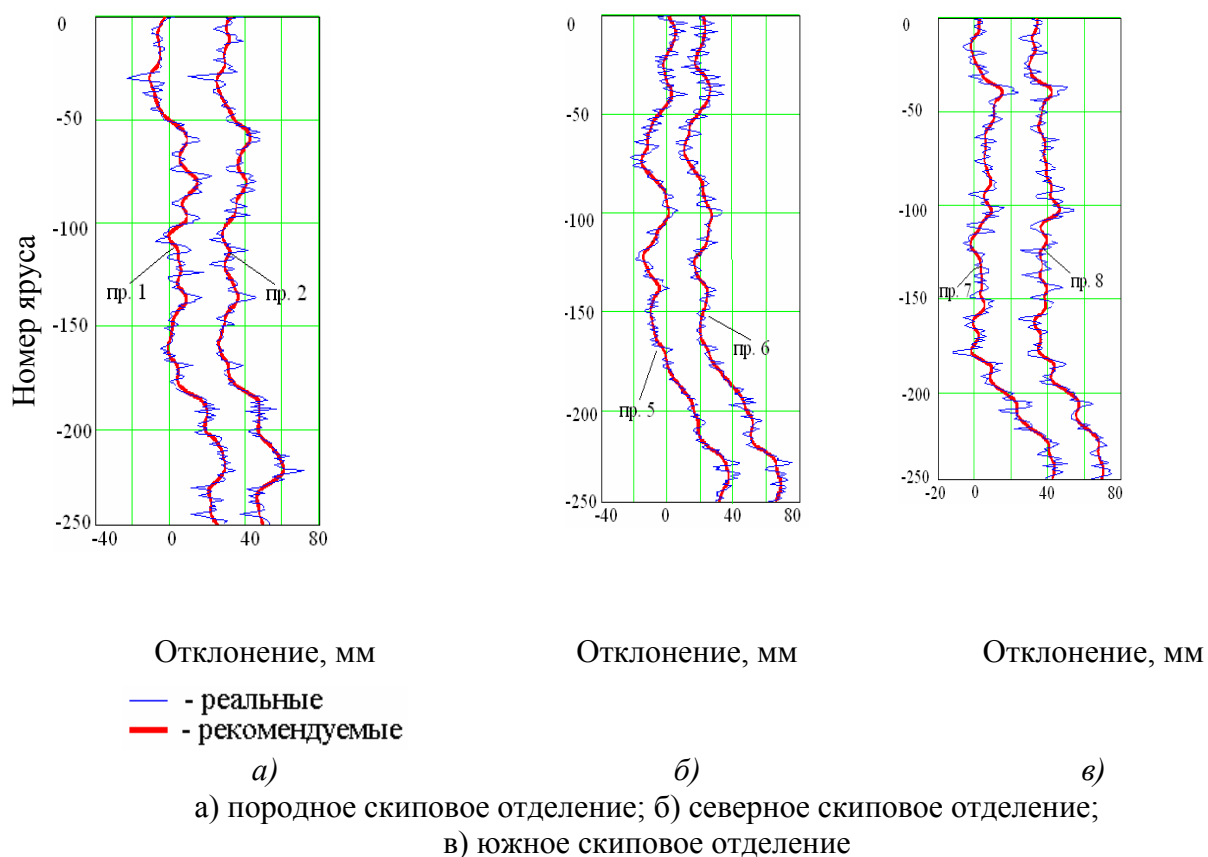 Номер яруса
0
-50
-100
-150
-200
-250
-40 0 40 80
пр. 1
пр. 2
0
-50
-100
-150
-200
-250
-40 0 40 80
пр. 5
пр. 6
0
-50
-100
-150
-200
-250
-20 0 40 80
пр. 7
пр. 8
Отклонение, мм Отклонение, мм Отклонение, мм
- реальные
- рекомендуемые
а) б) в)
а) породное скиповое отделение; б) северное скиповое отделение;
в) южное скиповое отделение